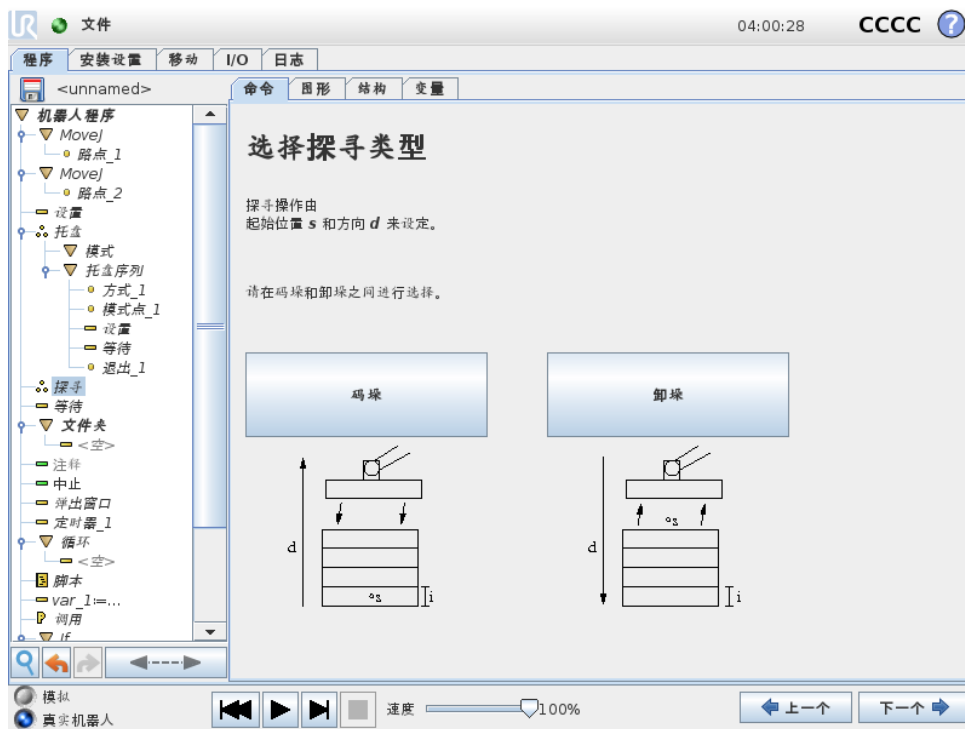 UR 文件 04:00:28 CCCC ?
程序 安装设置 移动 I/O 日志
<unnamed>
命令 图形 结构 变量
机器人程序
MoveJ
路点_1
MoveJ
路点_2
设置
托盘
模式
托盘序列
方式_1
模式点_1
设置
等待
退出_1
探寻
等待
文件夹
<空>
注释
中止
弹出窗口
定时器_1
循环
<空>
脚本
var_1:=...
P 调用
If
选择探寻类型
探寻操作由
起始位置 s 和方向 d 来设定。
请在码垛和卸垛之间进行选择。
码垛
卸垛
d
s
i
d
s
i
模拟
真实机器人
速度 100%
上一个
下一个